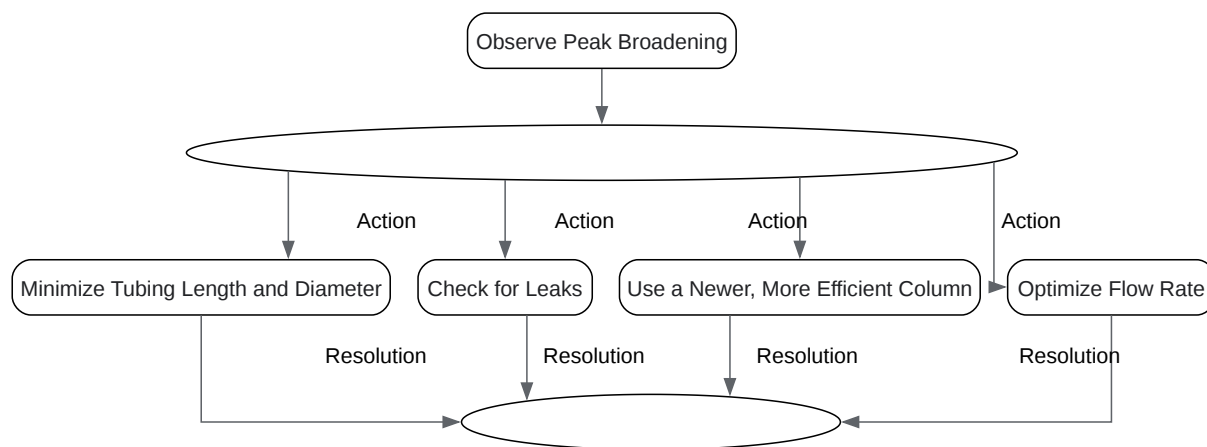 Observe Peak Broadening
Action
Action
Action
Action
Minimize Tubing Length and Diameter
Check for Leaks
Use a Newer, More Efficient Column
Optimize Flow Rate
Resolution
Resolution
Resolution
Resolution